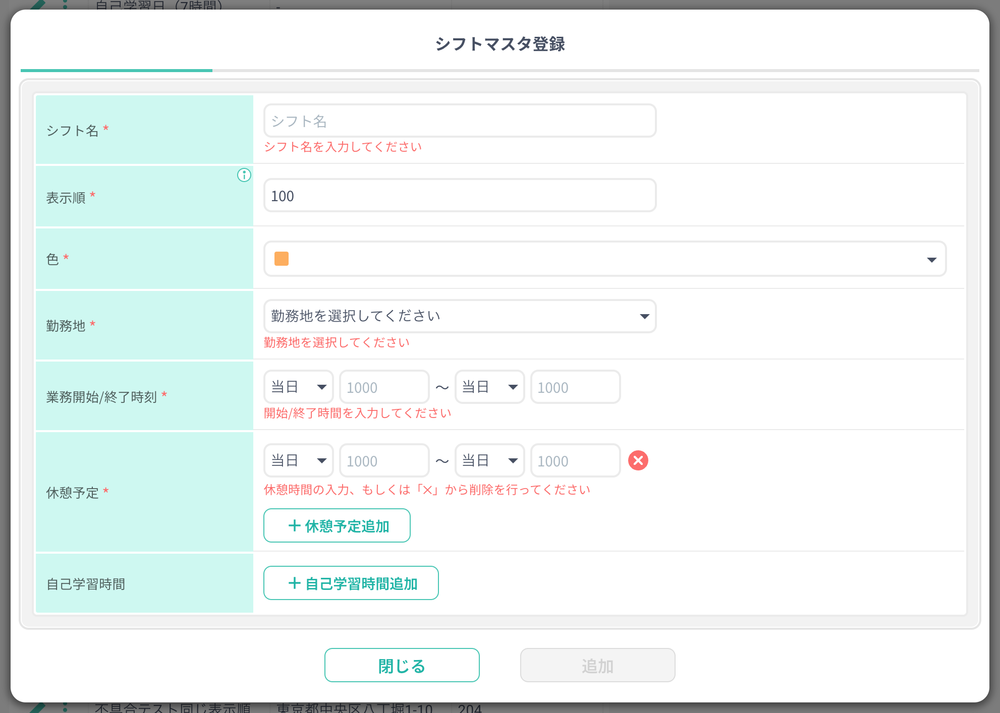 自己学習日（7時間） -
シフトマスタ登録
シフト名 *
シフト名
シフト名を入力してください
表示順 *
100
色 *
勤務地 *
勤務地を選択してください
勤務地を選択してください
業務開始/終了時刻 *
当日 1000 ～ 当日 1000
開始/終了時間を入力してください
休憩予定 *
当日 1000 ～ 当日 1000
休憩時間の入力、もしくは「×」から削除を行ってください
＋ 休憩予定追加
自己学習時間
＋ 自己学習時間追加
閉じる
追加
不具合テスト同じ表示順 東京都中央区八丁堀1-10 204